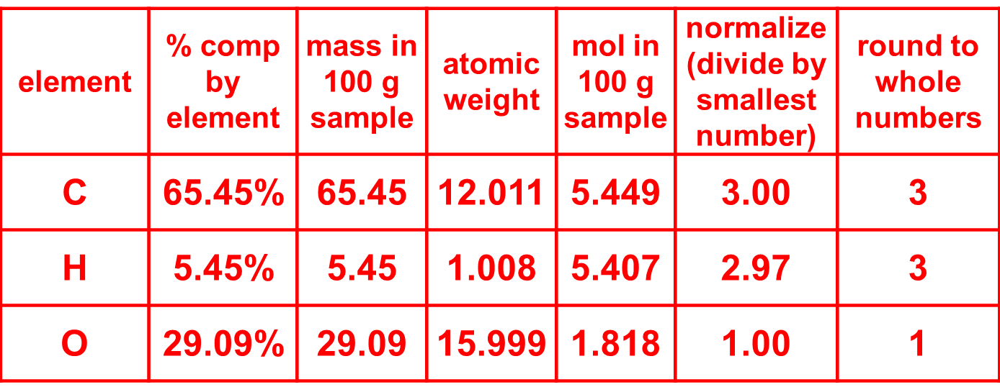 element % comp by element mass in 100 g sample atomic weight mol in 100 g sample normalize (divide by smallest number) round to whole numbers
C 65.45% 65.45 12.011 5.449 3.00 3
H 5.45% 5.45 1.008 5.407 2.97 3
O 29.09% 29.09 15.999 1.818 1.00 1